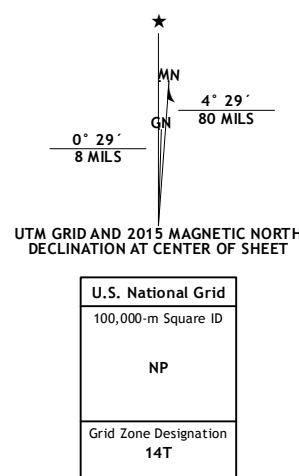 MN
4° 29´
80 MILS
GN
0° 29´
8 MILS
UTM GRID AND 2015 MAGNETIC NORTH
DECLINATION AT CENTER OF SHEET
U.S. National Grid
100,000-m Square ID
NP
Grid Zone Designation
14T